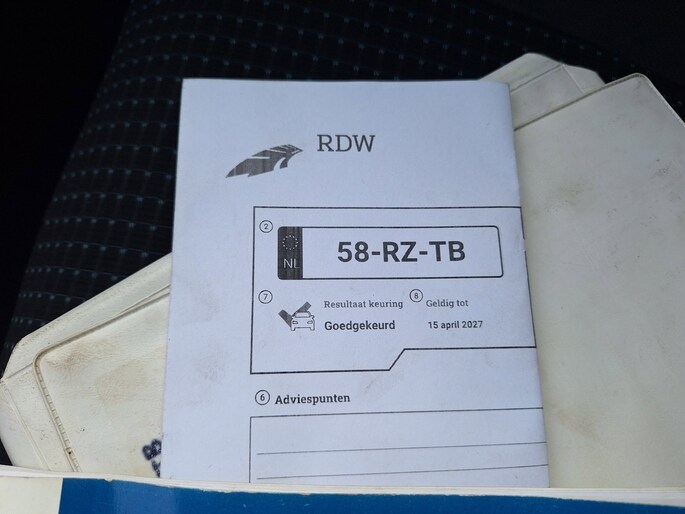 RDW
2
NL
58-RZ-TB
7 Resultaat keuring 8 Geldig tot
Goedgekeurd 15 april 2027
6 Adviespunten